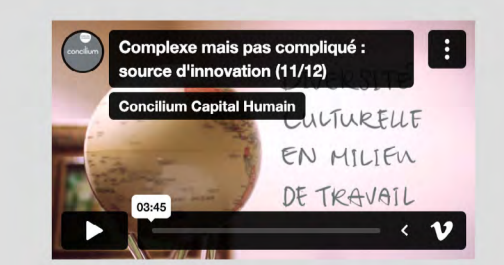 concilium
Complexe mais pas compliqué :
source d'innovation (11/12)
Concilium Capital Humain
DIVERSITÉ
CULTURELLE
EN MILIEU
DE TRAVAIL
03:45